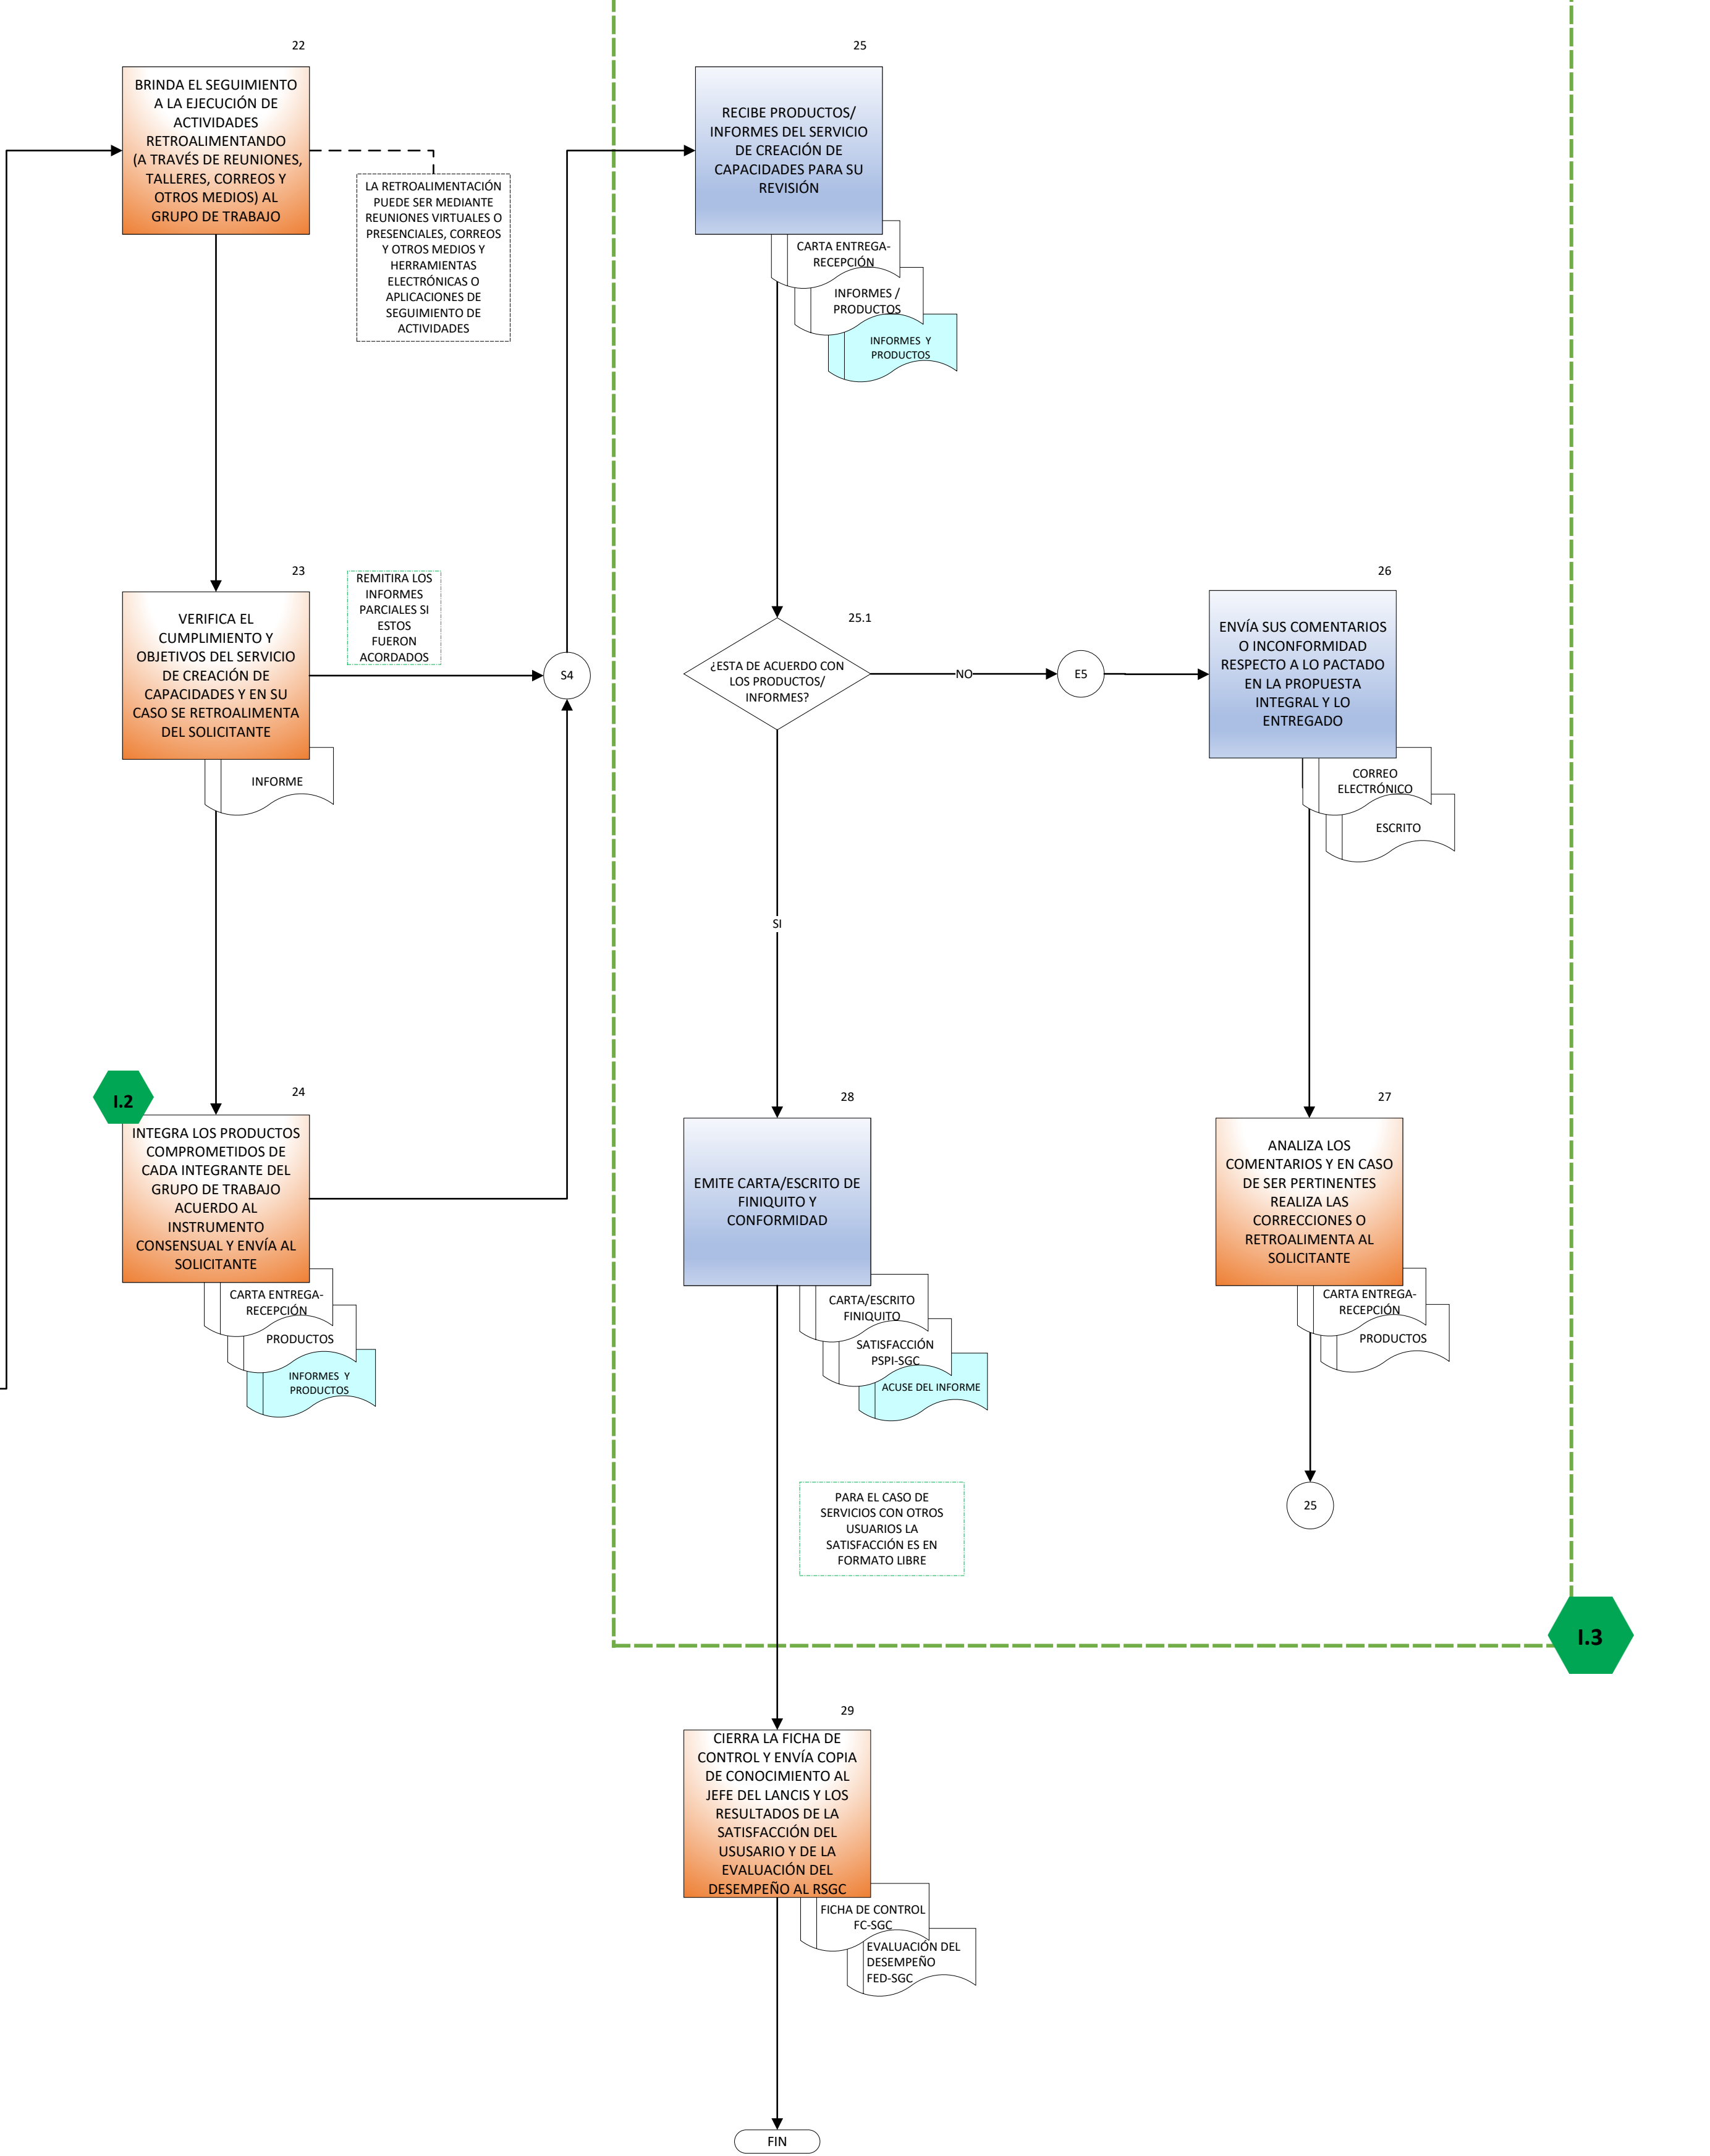 22
BRINDA EL SEGUIMIENTO
A LA EJECUCIÓN DE
ACTIVIDADES
RETROALIMENTANDO
(A TRAVÉS DE REUNIONES,
TALLERES, CORREOS Y
OTROS MEDIOS) AL
GRUPO DE TRABAJO
LA RETROALIMENTACIÓN
PUEDE SER MEDIANTE
REUNIONES VIRTUALES O
PRESENCIALES, CORREOS
Y OTROS MEDIOS Y
HERRAMIENTAS
ELECTRÓNICAS O
APLICACIONES DE
SEGUIMIENTO DE
ACTIVIDADES
23
VERIFICA EL
CUMPLIMIENTO Y
OBJETIVOS DEL SERVICIO
DE CREACIÓN DE
CAPACIDADES Y EN SU
CASO SE RETROALIMENTA
DEL SOLICITANTE
INFORME
REMITIRA LOS
INFORMES
PARCIALES SI
ESTOS
FUERON
ACORDADOS
S4
I.2
24
INTEGRA LOS PRODUCTOS
COMPROMETIDOS DE
CADA INTEGRANTE DEL
GRUPO DE TRABAJO
ACUERDO AL
INSTRUMENTO
CONSENSUAL Y ENVÍA AL
SOLICITANTE
CARTA ENTREGA-
RECEPCIÓN
PRODUCTOS
INFORMES Y
PRODUCTOS
25
RECIBE PRODUCTOS/
INFORMES DEL SERVICIO
DE CREACIÓN DE
CAPACIDADES PARA SU
REVISIÓN
CARTA ENTREGA-
RECEPCIÓN
INFORMES /
PRODUCTOS
INFORMES Y
PRODUCTOS
25.1
¿ESTA DE ACUERDO CON
LOS PRODUCTOS/
INFORMES?
NO
E5
SI
26
ENVÍA SUS COMENTARIOS
O INCONFORMIDAD
RESPECTO A LO PACTADO
EN LA PROPUESTA
INTEGRAL Y LO
ENTREGADO
CORREO
ELECTRÓNICO
ESCRITO
27
ANALIZA LOS
COMENTARIOS Y EN CASO
DE SER PERTINENTES
REALIZA LAS
CORRECCIONES O
RETROALIMENTA AL
SOLICITANTE
CARTA ENTREGA-
RECEPCIÓN
PRODUCTOS
25
28
EMITE CARTA/ESCRITO DE
FINIQUITO Y
CONFORMIDAD
CARTA/ESCRITO
FINIQUITO
SATISFACCIÓN
PSPI-SGC
ACUSE DEL INFORME
PARA EL CASO DE
SERVICIOS CON OTROS
USUARIOS LA
SATISFACCIÓN ES EN
FORMATO LIBRE
I.3
29
CIERRA LA FICHA DE
CONTROL Y ENVÍA COPIA
DE CONOCIMIENTO AL
JEFE DEL LANCIS Y LOS
RESULTADOS DE LA
SATISFACCIÓN DEL
USUSARIO Y DE LA
EVALUACIÓN DEL
DESEMPEÑO AL RSGC
FICHA DE CONTROL
FC-SGC
EVALUACIÓN DEL
DESEMPEÑO
FED-SGC
FIN